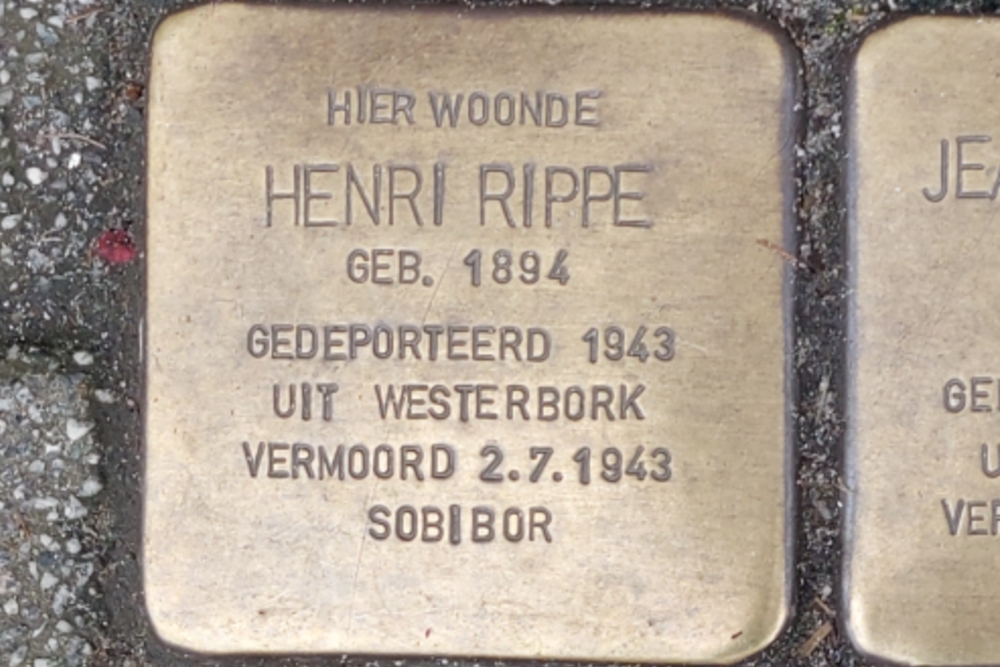 HIER WOONDE
HENRI RIPPE
GEB. 1894
GEDEPORTEERD 1943
UIT WESTERBORK
VERMOORD 2.7.1943
SOBIBOR